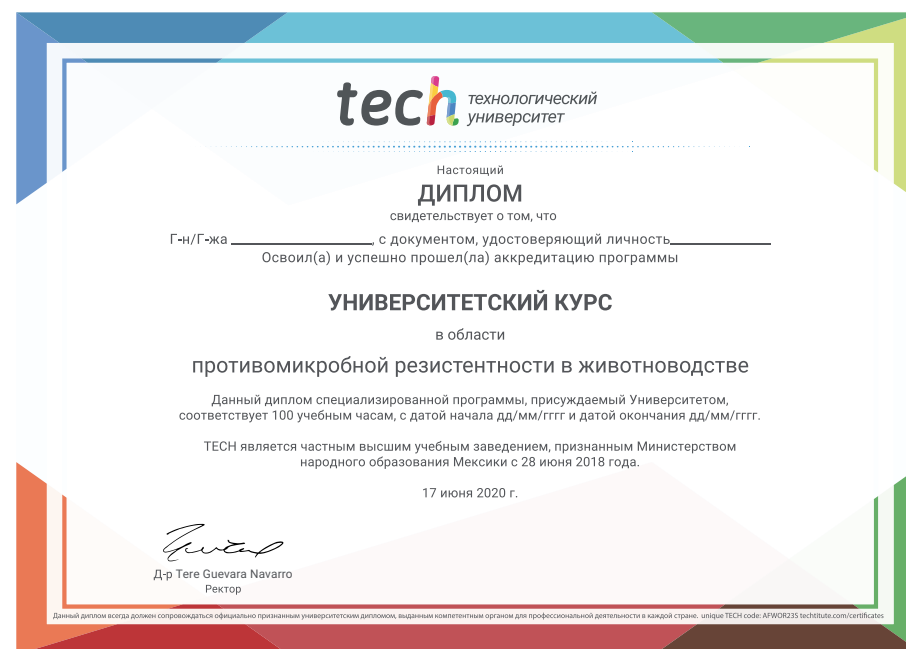 tech технологический
университет
Настоящий
ДИПЛОМ
свидетельствует о том, что
Г-н/Г-жа ____________, с документом, удостоверяющий личность____________
Освоил(а) и успешно прошел(ла) аккредитацию программы
УНИВЕРСИТЕТСКИЙ КУРС
в области
противомикробной резистентности в животноводстве
Данный диплом специализированной программы, присуждаемый Университетом,
соответствует 100 учебным часам, с датой начала дд/мм/гггг и датой окончания дд/мм/гггг.
TECH является частным высшим учебным заведением, признанным Министерством
народного образования Мексики с 28 июня 2018 года.
17 июня 2020 г.
Д-р Tere Guevara Navarro
Ректор
Данный диплом всегда должен сопровождаться официально признанным университетским дипломом, выданным компетентным органом для профессиональной деятельности в каждой стране. unique TECH code: AFWOR23S techtitute.com/certificates